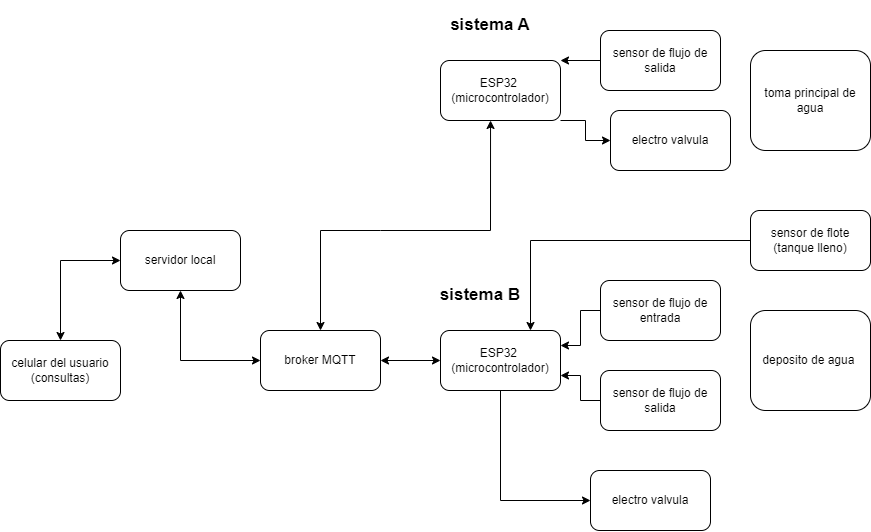 sistema A
sensor de flujo de
salida
ESP32
(microcontrolador)
toma principal de
agua
electro valvula
sensor de flote
(tanque lleno)
servidor local
sistema B
sensor de flujo de
entrada
celular del usuario
(consultas)
broker MQTT
ESP32
(microcontrolador)
deposito de agua
sensor de flujo de
salida
electro valvula